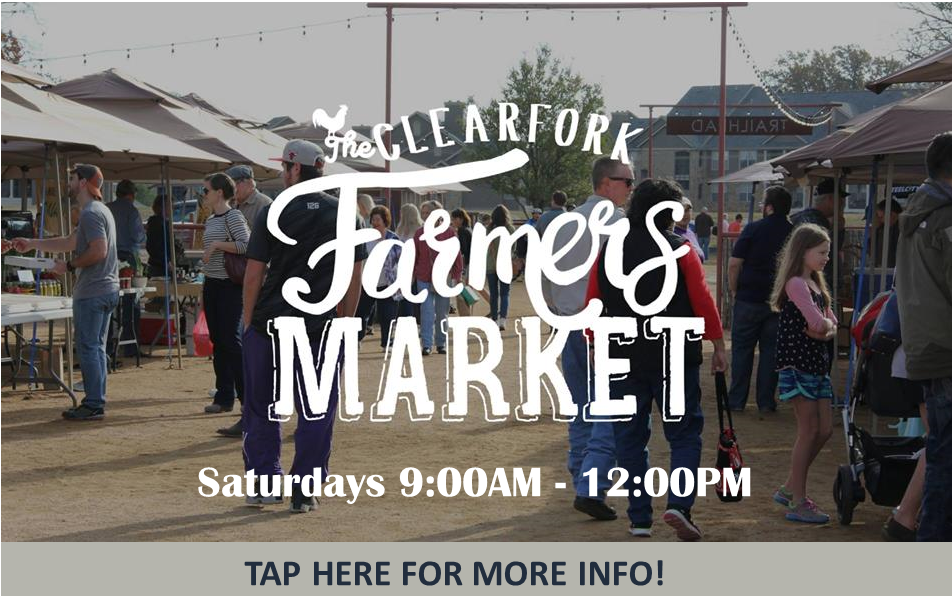 The CLEARFORK
Farmers
MARKET
TRAILHEAD
Saturdays 9:00AM - 12:00PM
TAP HERE FOR MORE INFO!